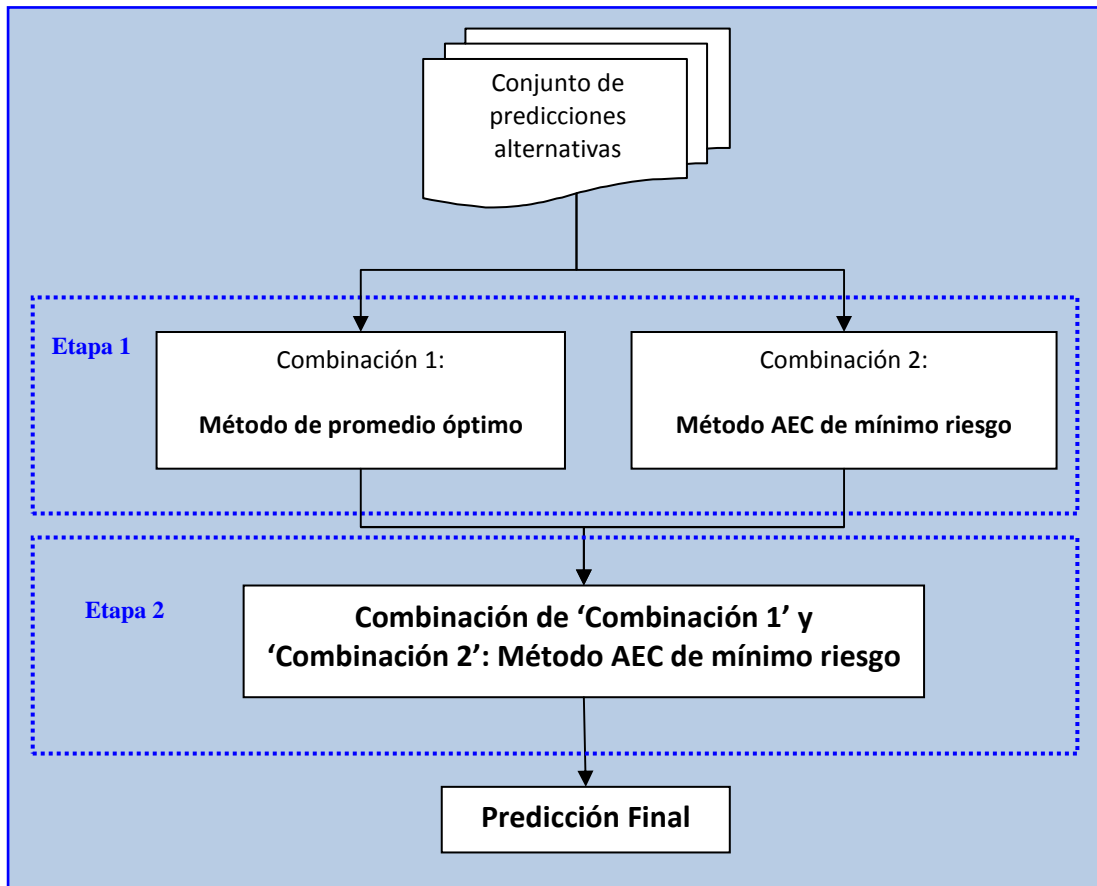 Conjunto de
predicciones
alternativas
Etapa 1
Combinación 1:
Método de promedio óptimo
Combinación 2:
Método AEC de mínimo riesgo
Etapa 2
Combinación de ‘Combinación 1’ y
‘Combinación 2’: Método AEC de mínimo riesgo
Predicción Final